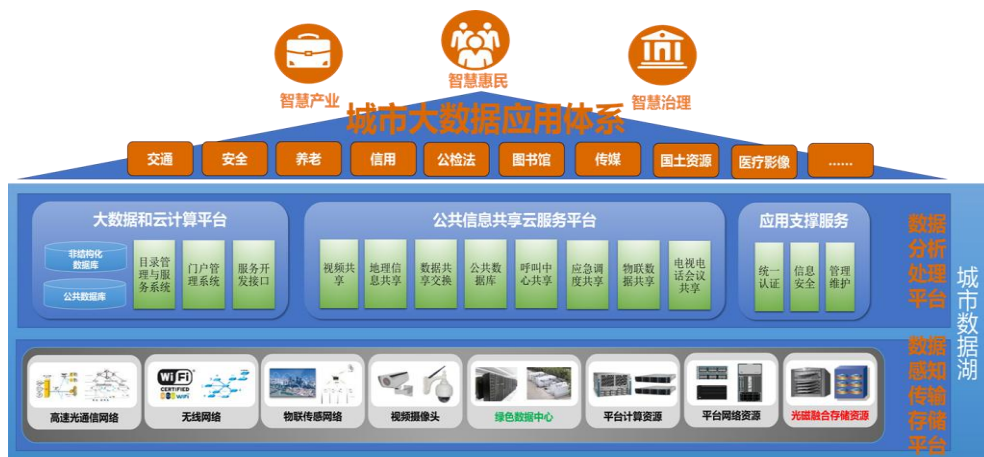 智慧产业
智慧惠民
智慧治理
城市大数据应用体系
交通
安全
养老
信用
公检法
图书馆
传媒
国土资源
医疗影像
......
大数据和云计算平台
非结构化
数据库
公共数据库
目录管
理与服
务系统
门户管
理系统
服务开
发接口
公共信息共享云服务平台
视频共
享
地理信
息共享
数据共
享交换
公共数
据库
呼叫中
心共享
应急调
度共享
物联数
据共享
电视电
话会议
共享
应用支撑服务
统一
认证
信息
安全
管理
维护
数据
分析
处理
平台
城市数据湖
WiFi
CERTIFIED
WiFi
高速光通信网络
无线网络
物联传感网络
视频摄像头
绿色数据中心
平台计算资源
平台网络资源
光磁融合存储资源
数据
感知
传输
存储
平台